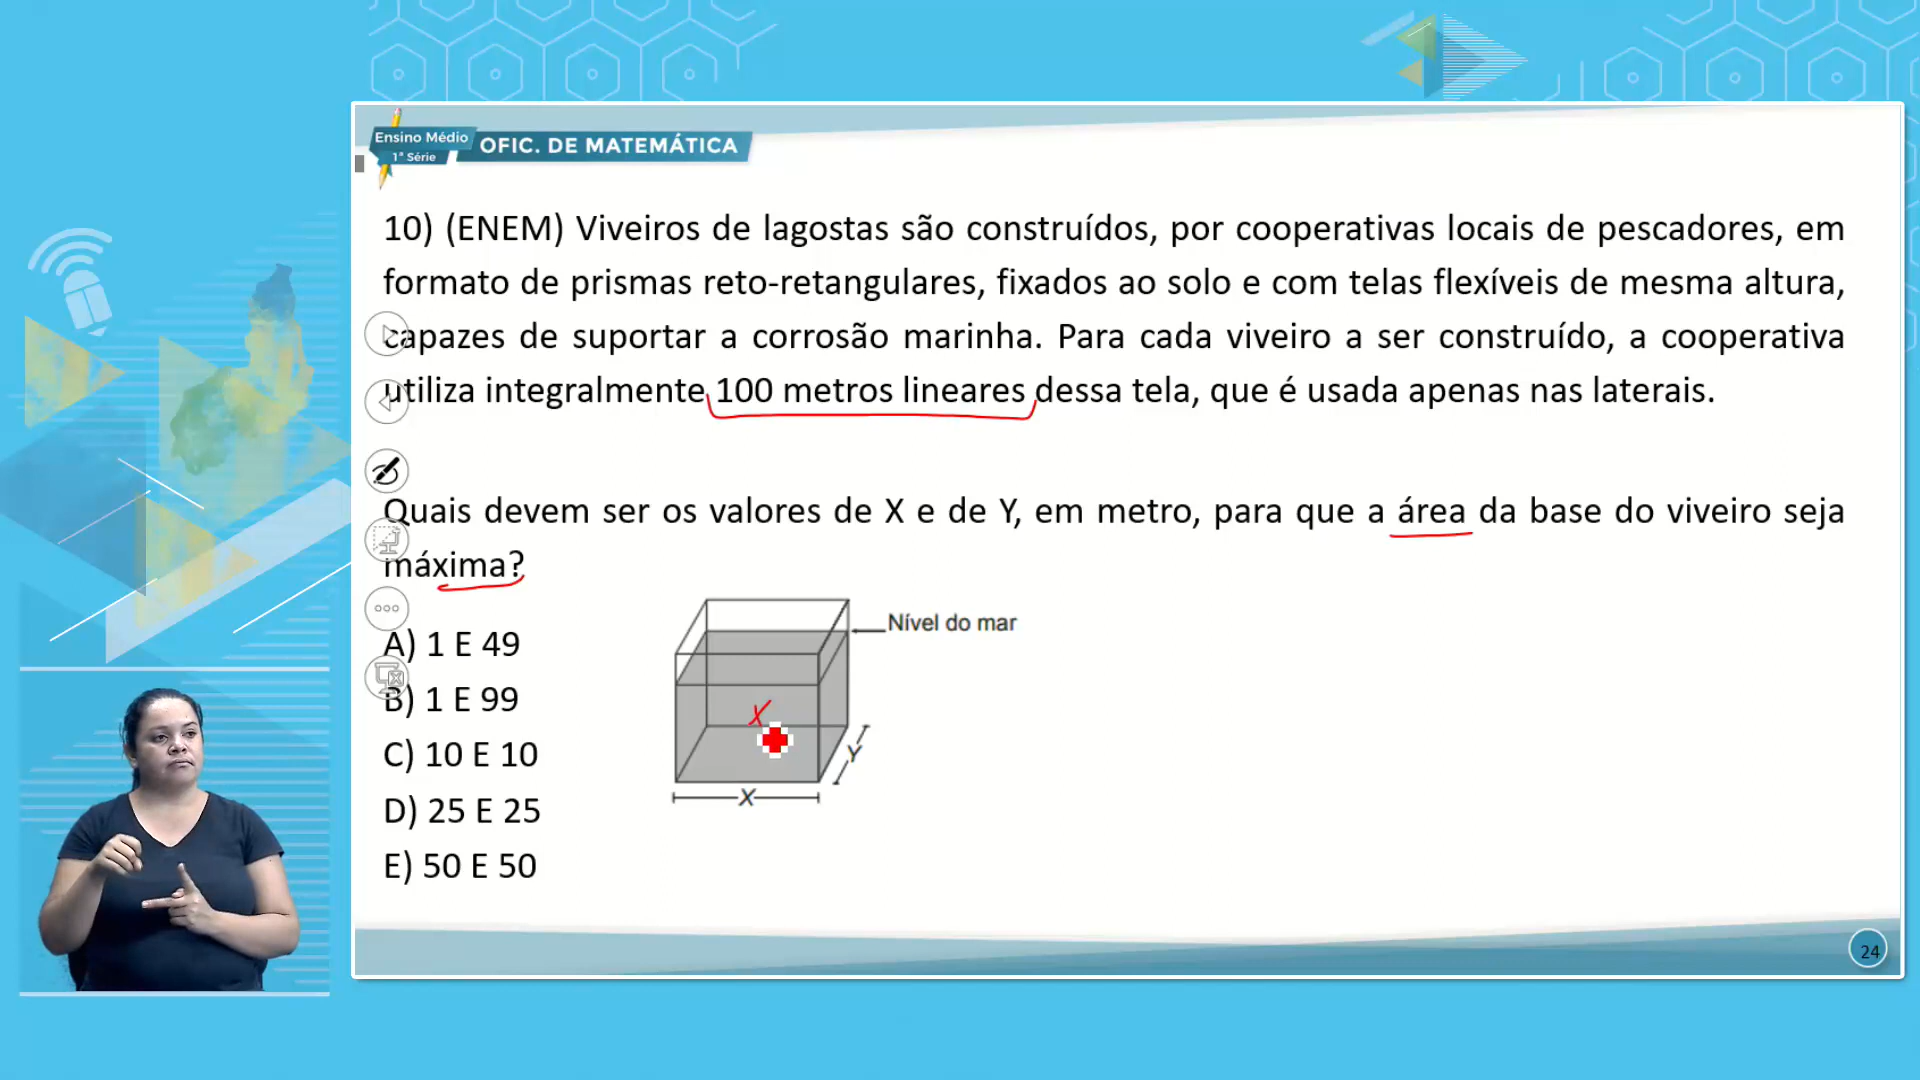 Ensino Médio
1ª Série
OFIC. DE MATEMÁTICA
10) (ENEM) Viveiros de lagostas são construídos, por cooperativas locais de pescadores, em
formato de prismas reto-retangulares, fixados ao solo e com telas flexíveis de mesma altura,
capazes de suportar a corrosão marinha. Para cada viveiro a ser construído, a cooperativa
utiliza integralmente 100 metros lineares dessa tela, que é usada apenas nas laterais.
Quais devem ser os valores de X e de Y, em metro, para que a área da base do viveiro seja
máxima?
Nível do mar
A) 1 E 49
B) 1 E 99
C) 10 E 10
D) 25 E 25
E) 50 E 50
X
Y
X
24